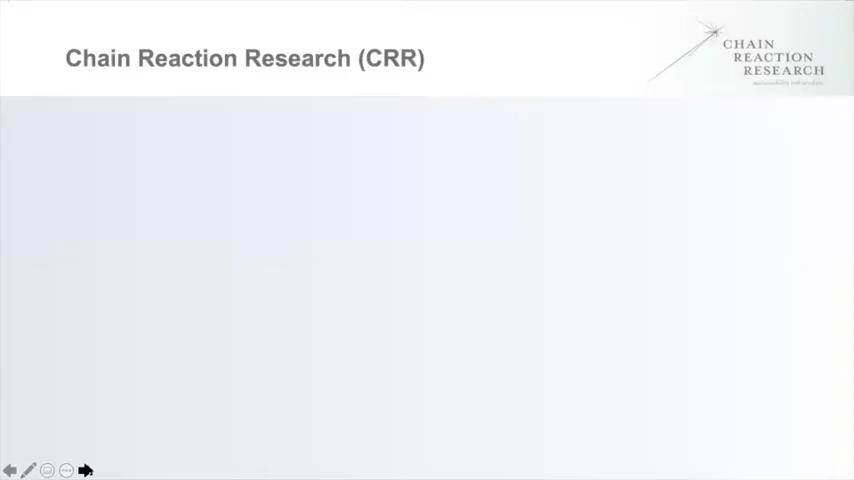 Chain Reaction Research (CRR)
CHAIN
REACTION
RESEARCH